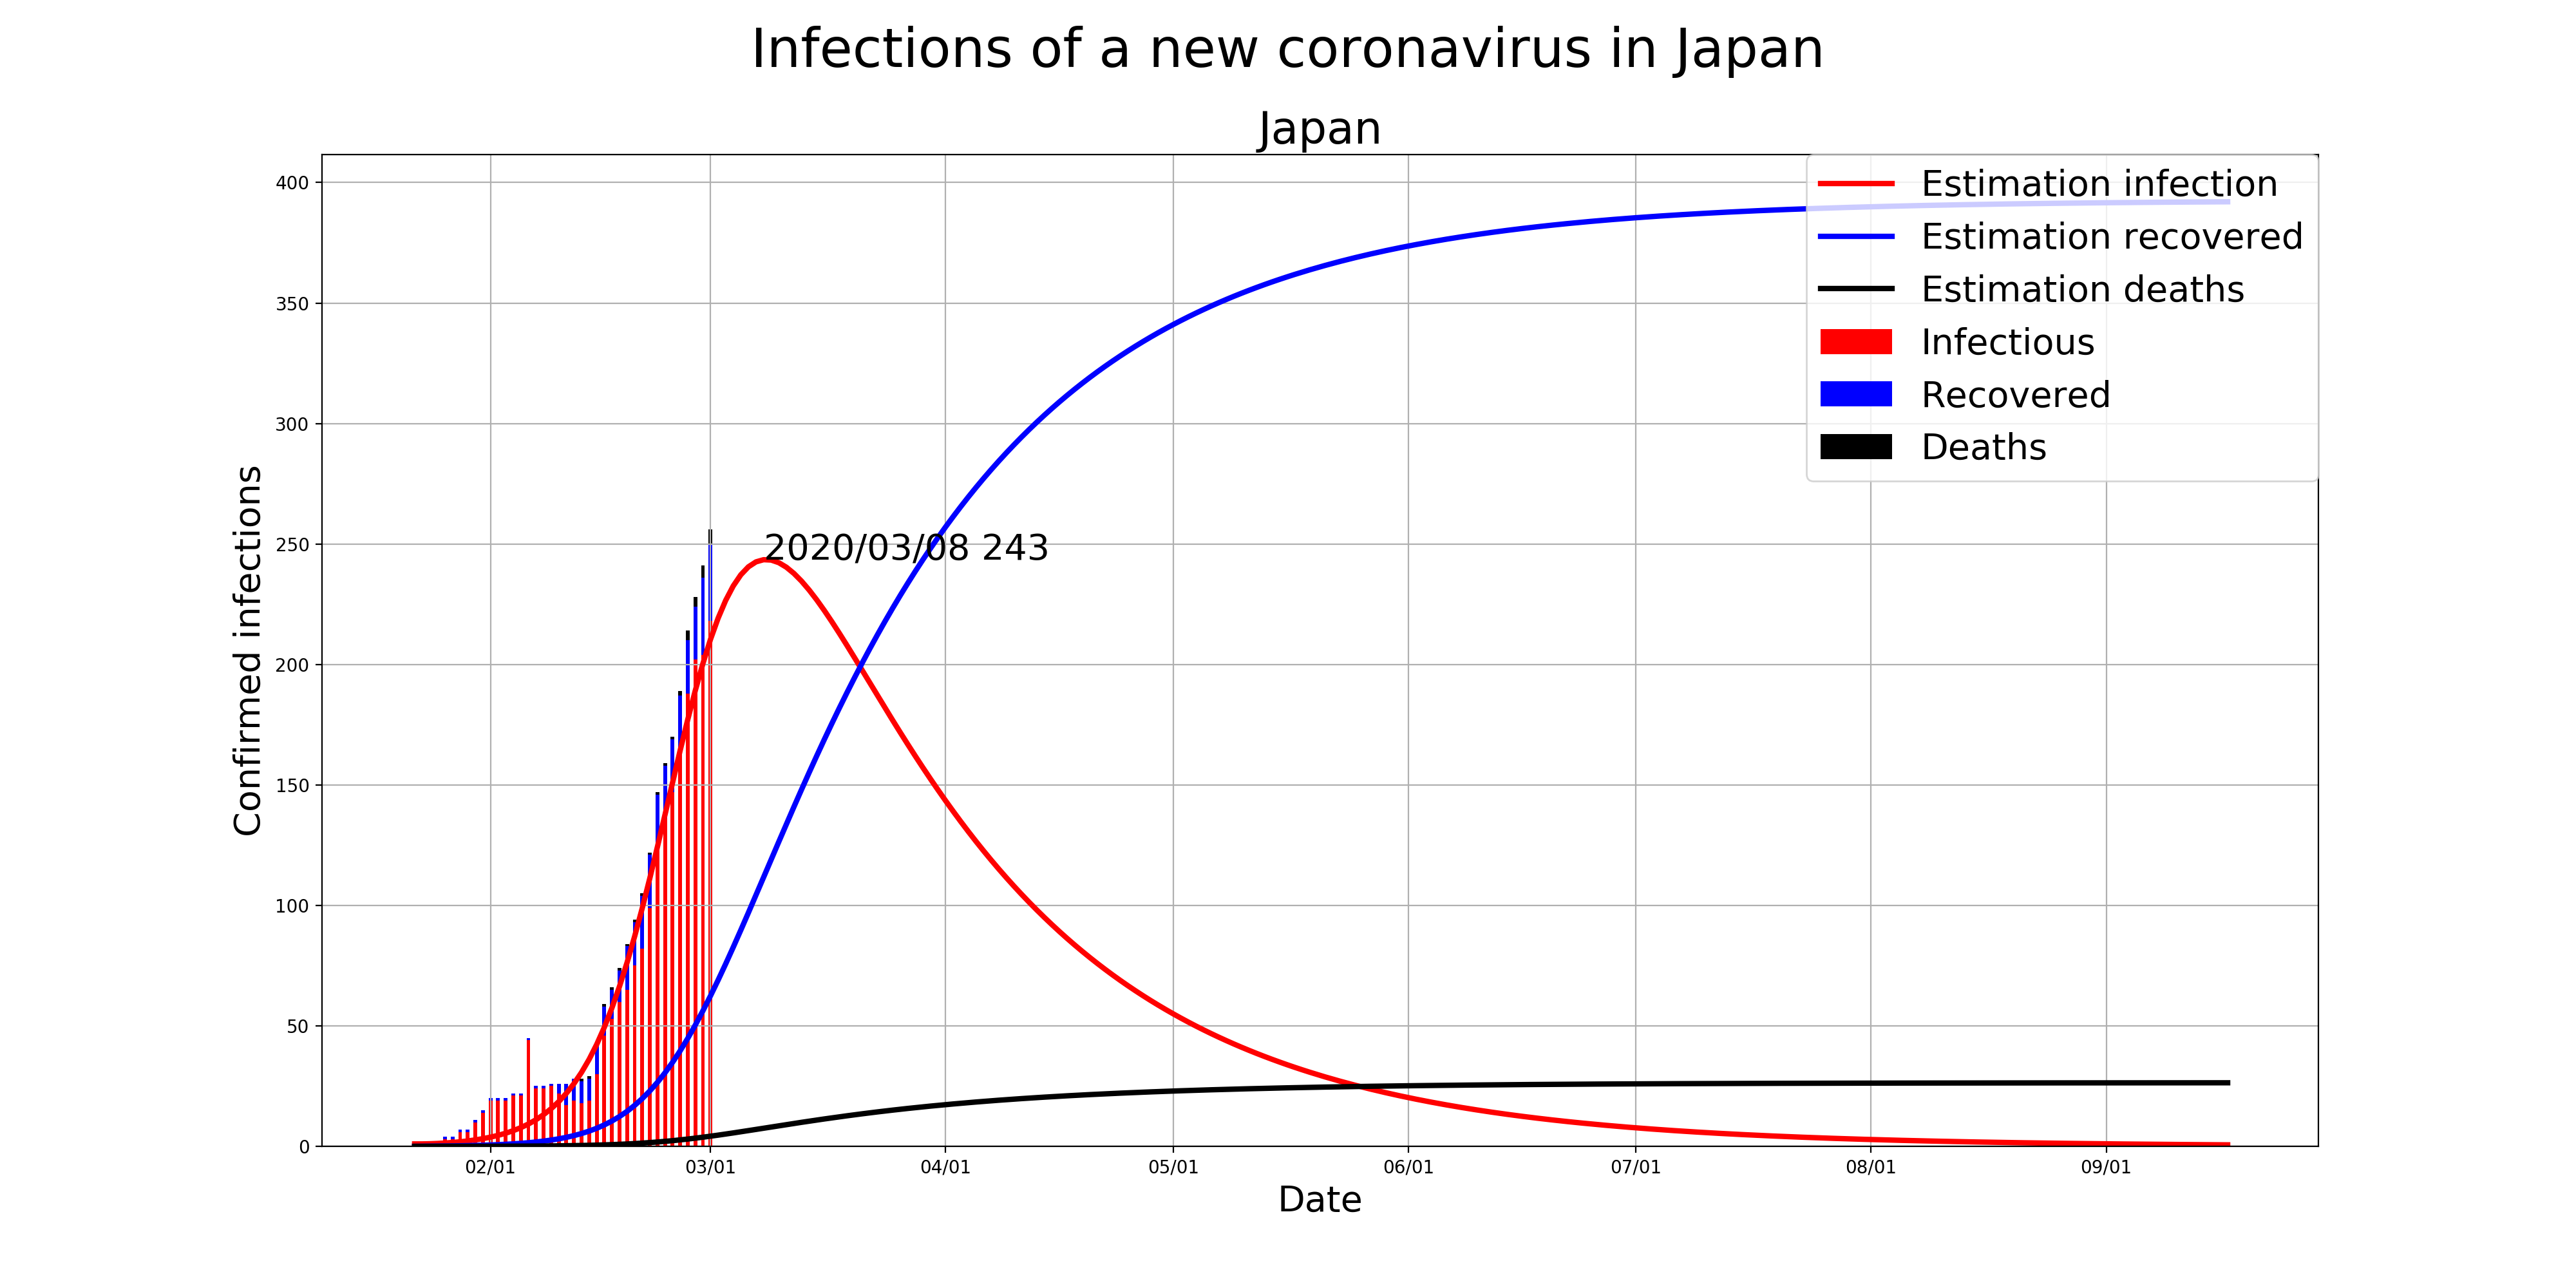 Infections of a new coronavirus in Japan
Japan
400
350
300
250
200
150
100
50
0
Confirmed infections
2020/03/08 243
Estimation infection
Estimation recovered
Estimation deaths
Infectious
Recovered
Deaths
02/01 03/01 04/01 05/01 06/01 07/01 08/01 09/01
Date